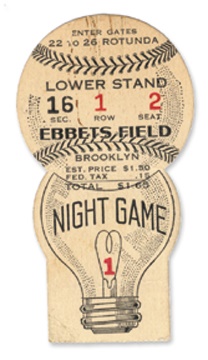 ENTER GATES
22 TO 26 ROTUNDA
LOWER STAND
16 1 2
SEC. ROW SEAT
EBBETS FIELD
BROOKLYN
EST. PRICE $1.50
FED. TAX .15
TOTAL $1.65
NIGHT GAME
1